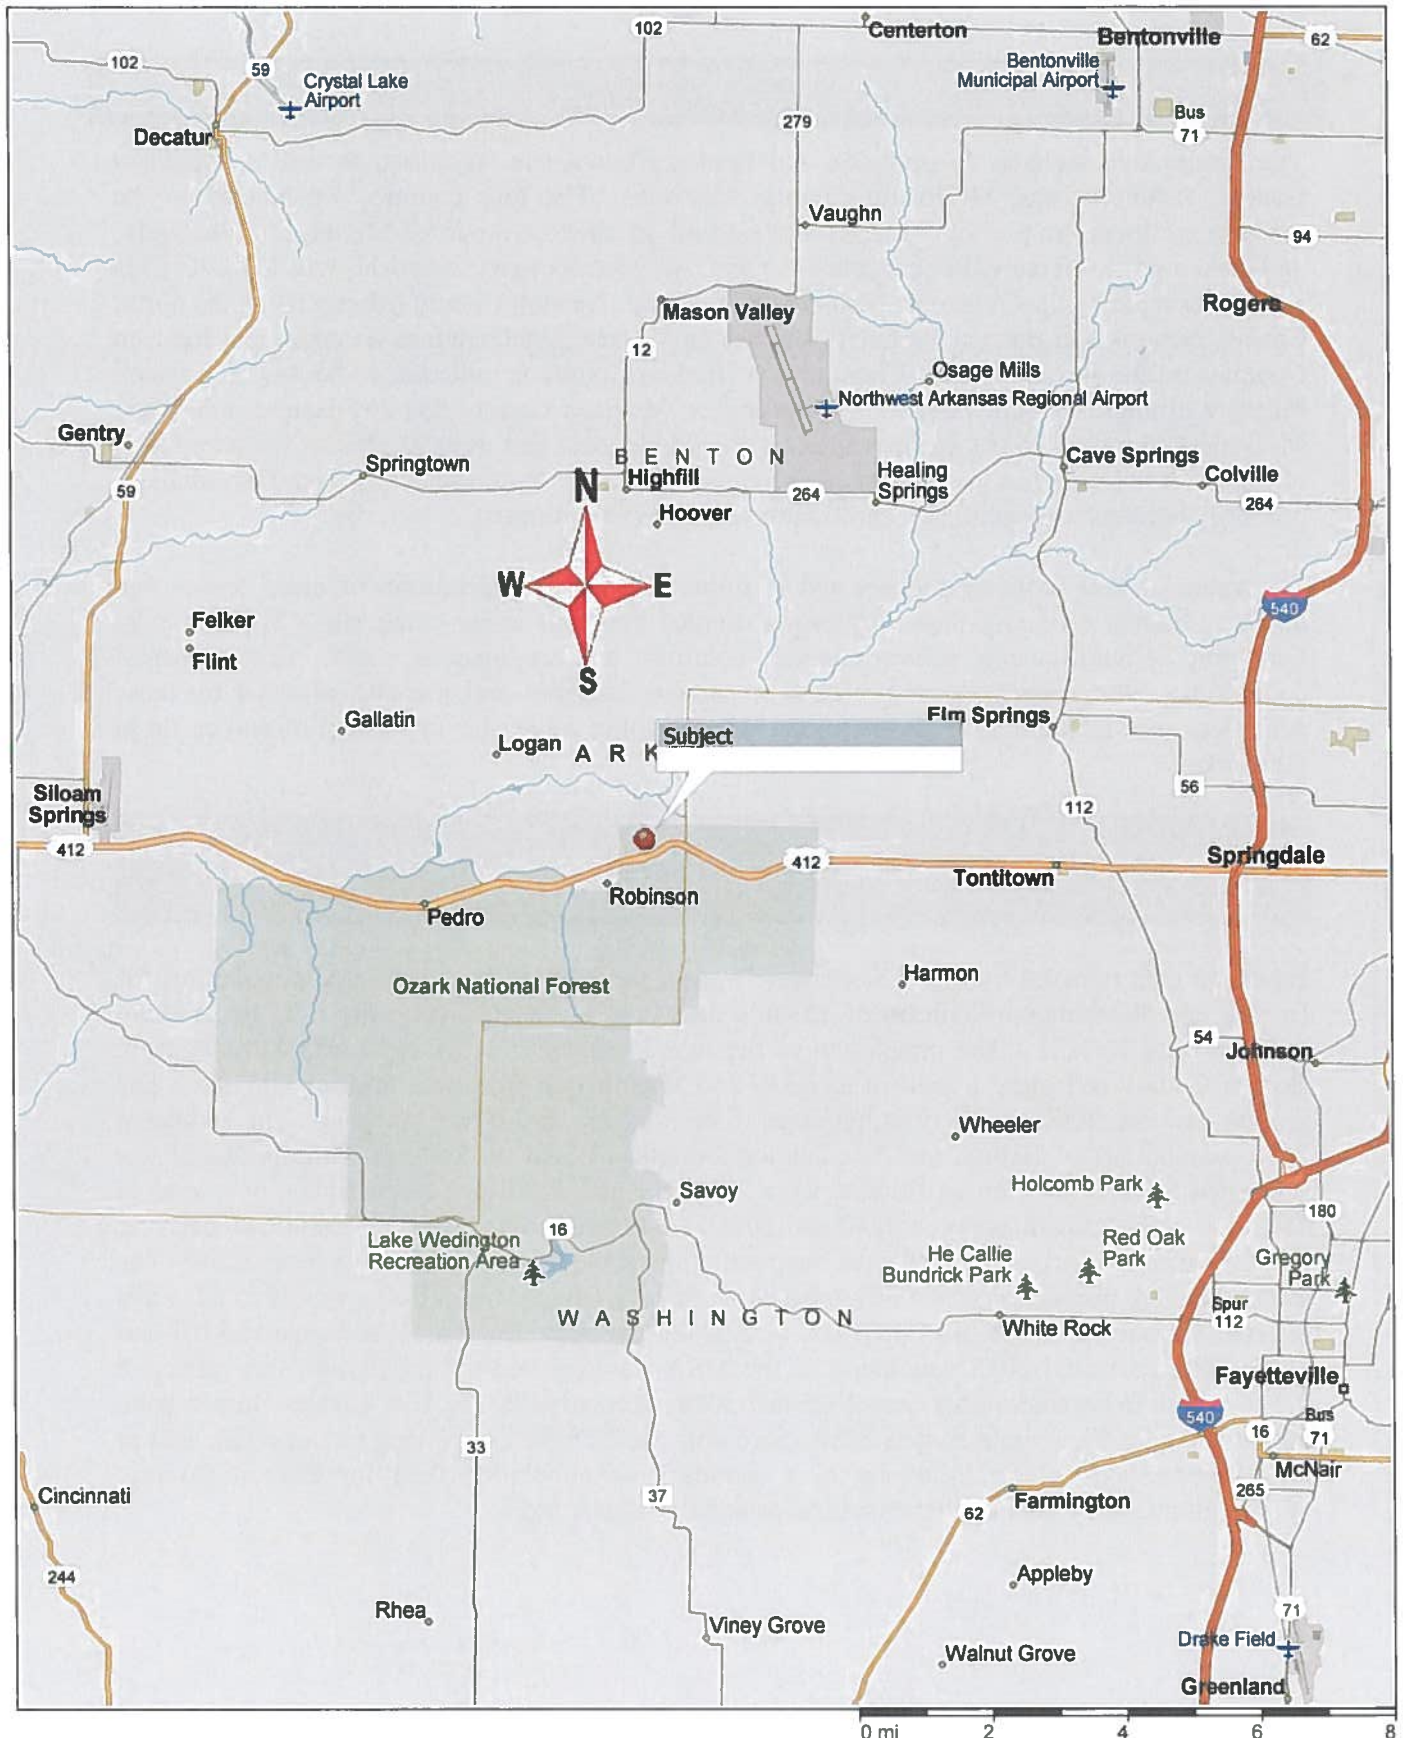 102
Centerton
Bentonville
62
102
59
Crystal Lake
Airport
Bentonville
Municipal Airport
Bus
71
279
Decatur
Vaughn
94
Rogers
Mason Valley
12
Osage Mills
Northwest Arkansas Regional Airport
Gentry
Springtown
BENTON
Cave Springs
Highfill
Healing
Springs
Colville
59
264
264
Hoover
N
W
E
S
540
Felker
Flint
Gallatin
Elm Springs
Logan
ARK
Subject
Siloam
Springs
56
112
412
412
Springdale
Tontitown
Robinson
Pedro
Harmon
Ozark National Forest
54
Johnson
Wheeler
Holcomb Park
Savoy
180
16
Lake Wedington
Recreation Area
He Callie
Bundrick Park
Red Oak
Park
Gregory
Park
WASHINGTON
White Rock
Spur
112
Fayetteville
540
Bus
71
16
33
McNair
265
Cincinnati
37
Farmington
62
244
Appleby
Rhea
Viney Grove
71
Drake Field
Walnut Grove
Greenland
0 mi
2
4
6
8